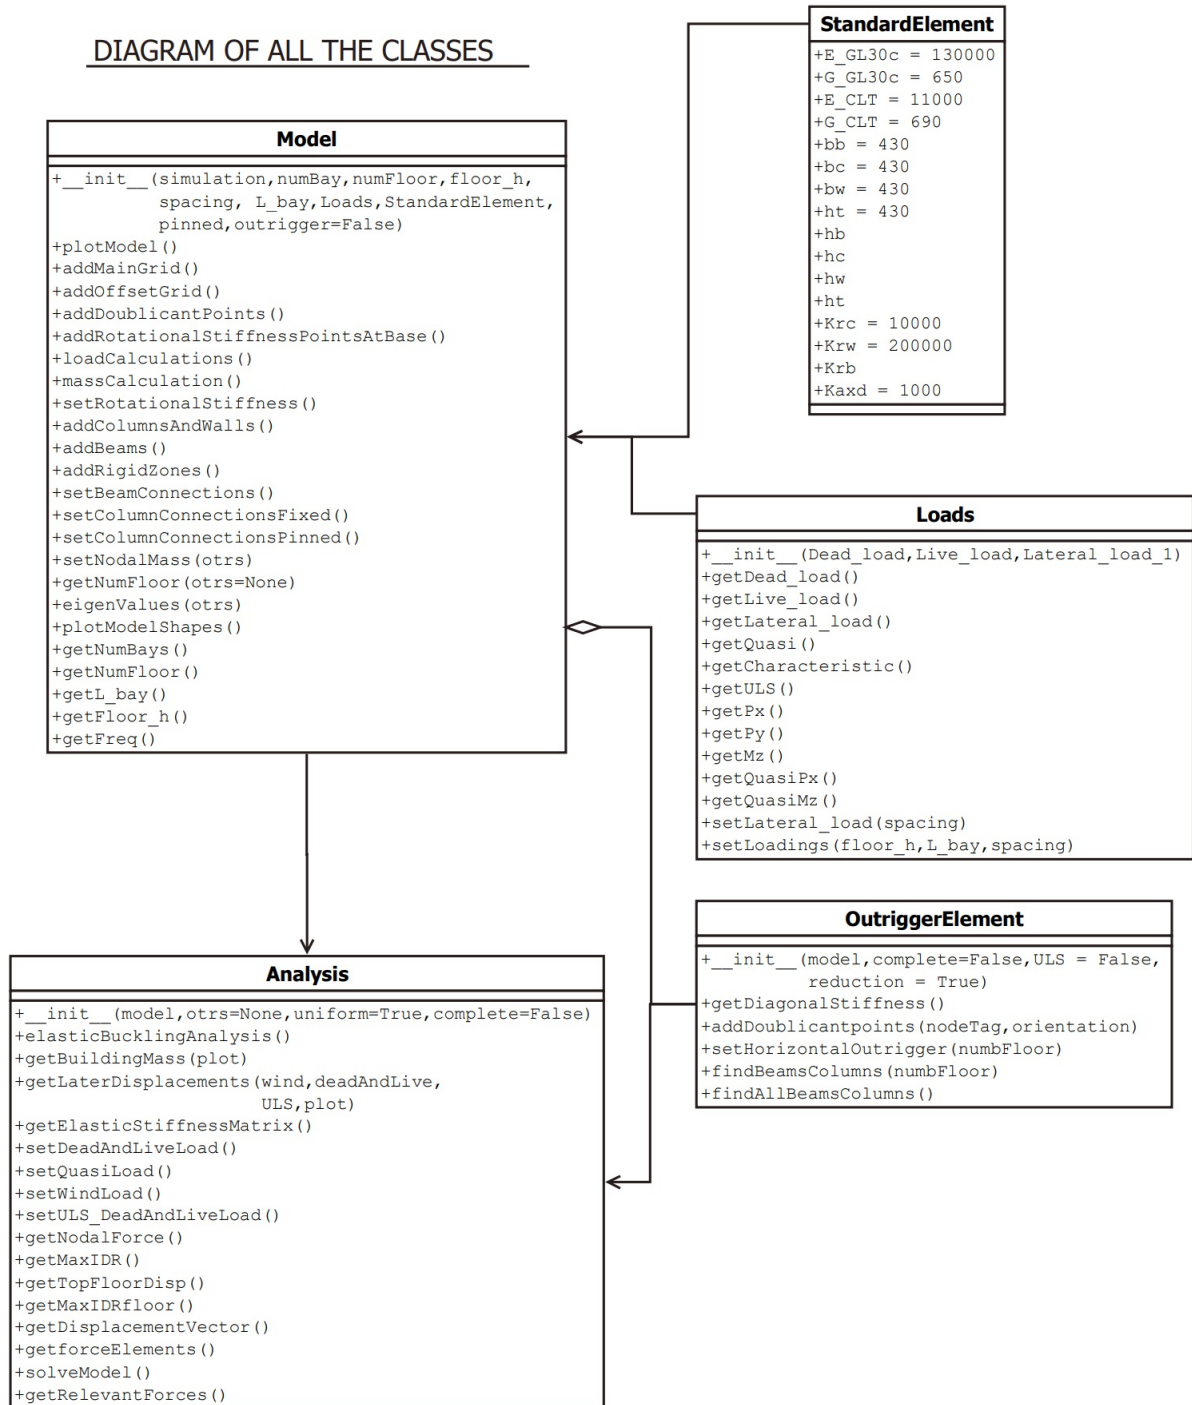 DIAGRAM OF ALL THE CLASSES
StandardElement
+E_GL30c = 130000
+G_GL30c = 650
+E_CLT = 11000
+G_CLT = 690
+bb = 430
+bc = 430
+bw = 430
+ht = 430
+hb
+hc
+hw
+ht
+Krc = 10000
+Krw = 200000
+Krb
+Kaxd = 1000
Model
+__init__(simulation,numBay,numFloor,floor_h,
spacing, L_bay,Loads,StandardElement,
pinned,outrigger=False)
+plotModel()
+addMainGrid()
+addOffsetGrid()
+addDoublicantPoints()
+addRotationalStiffnessPointsAtBase()
+loadCalculations()
+massCalculation()
+setRotationalStiffness()
+addColumnsAndWalls()
+addBeams()
+addRigidZones()
+setBeamConnections()
+setColumnConnectionsFixed()
+setColumnConnectionsPinned()
+setNodalMass(otrs)
+getNumFloor(otrs=None)
+eigenValues(otrs)
+plotModelShapes()
+getNumBays()
+getNumFloor()
+getL_bay()
+getFloor_h()
+getFreq()
Loads
+__init__(Dead_load,Live_load,Lateral_load_1)
+getDead_load()
+getLive_load()
+getLateral_load()
+getQuasi()
+getCharacteristic()
+getULS()
+getPx()
+getPy()
+getMz()
+getQuasiPx()
+getQuasiMz()
+setLateral_load(spacing)
+setLoadings(floor_h,L_bay,spacing)
OutriggerElement
+__init__(model,complete=False,ULS = False,
reduction = True)
+getDiagonalStiffness()
+addDoublicantpoints(nodeTag,orientation)
+setHorizontalOutrigger(numbFloor)
+findBeamsColumns(numbFloor)
+findAllBeamsColumns()
Analysis
+__init__(model,otrs=None,uniform=True,complete=False)
+elasticBucklingAnalysis()
+getBuildingMass(plot)
+getLaterDisplacements(wind,deadAndLive,
ULS,plot)
+getElasticStiffnessMatrix()
+setDeadAndLiveLoad()
+setQuasiLoad()
+setWindLoad()
+setULS_DeadAndLiveLoad()
+getNodalForce()
+getMaxIDR()
+getTopFloorDisp()
+getMaxIDRfloor()
+getDisplacementVector()
+getforceElements()
+solveModel()
+getRelevantForces()